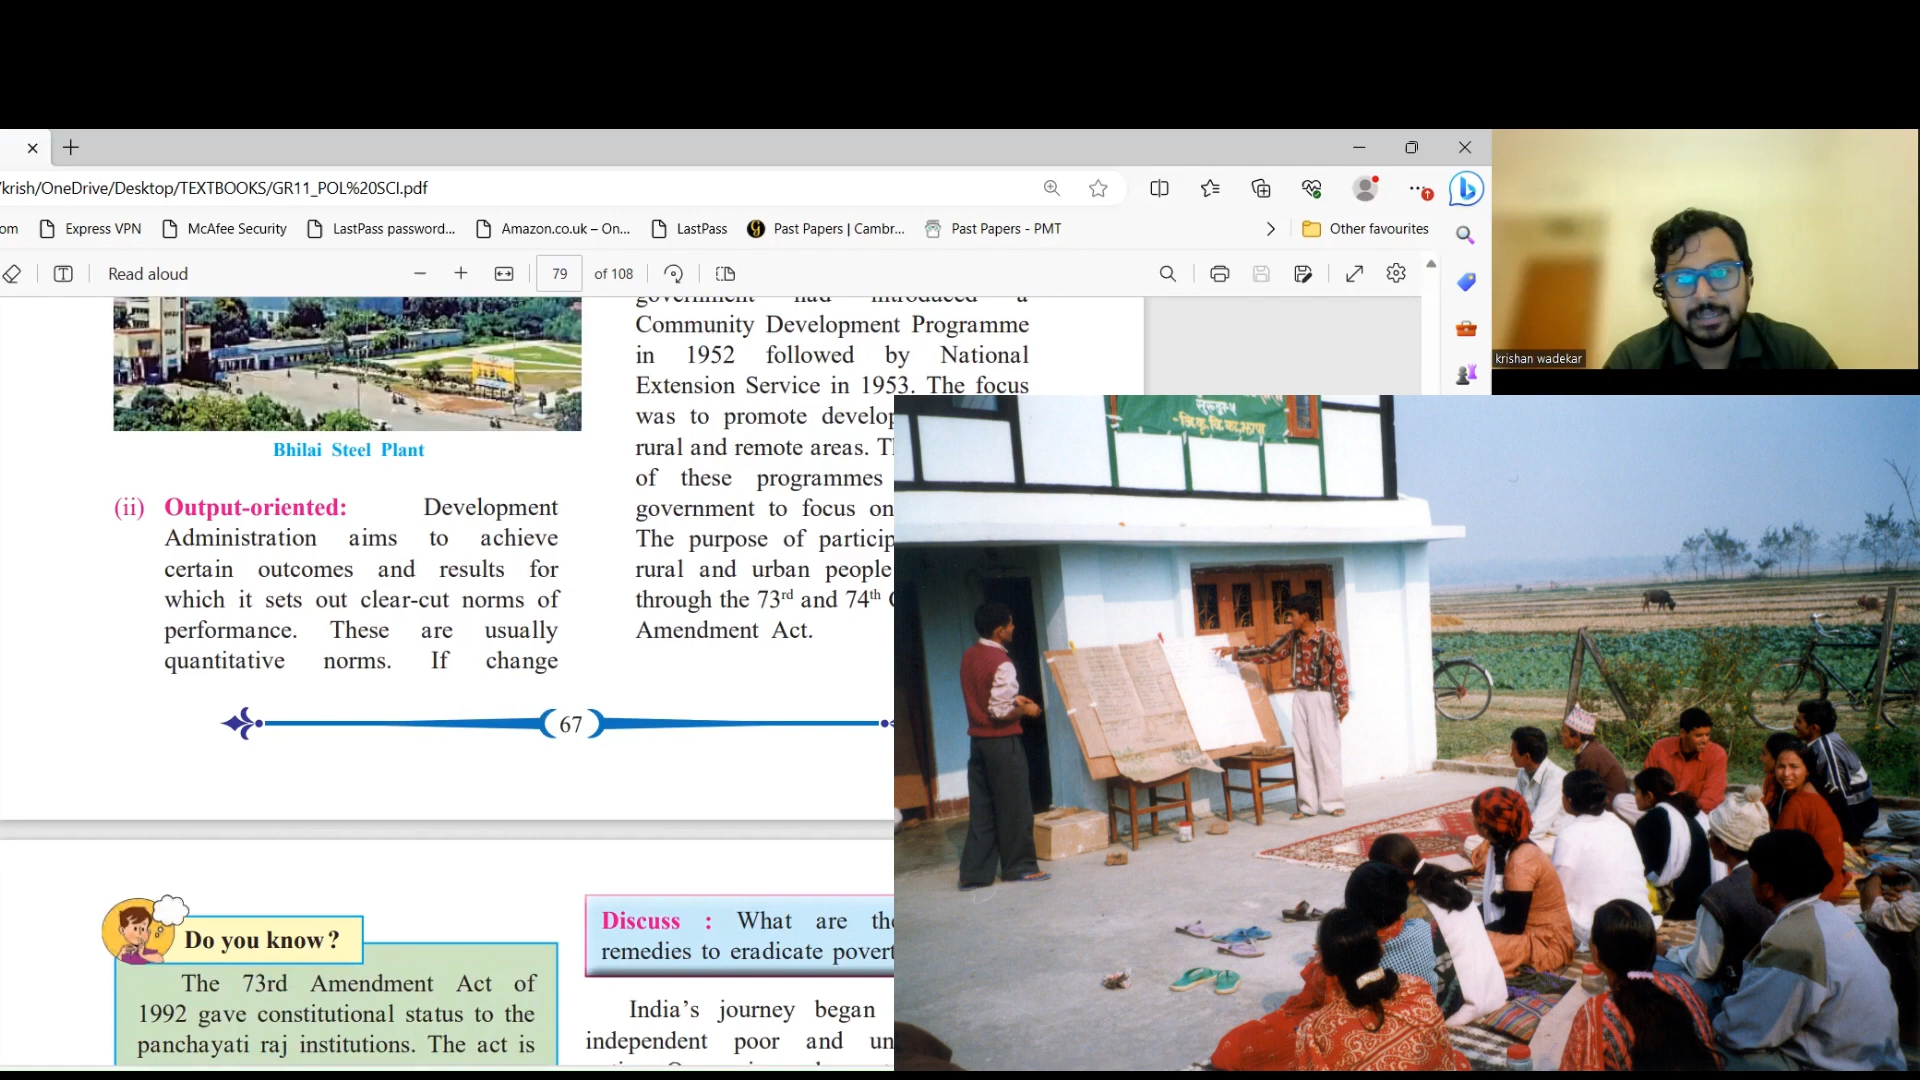 /krish/OneDrive/Desktop/TEXTBOOKS/GR11_POL%20SCI.pdf
om
Express VPN
McAfee Security
LastPass password...
Amazon.co.uk – On...
LastPass
Past Papers | Cambr...
Past Papers - PMT
Other favourites
Read aloud
79
of 108
krishan wadekar
Bhilai Steel Plant
(ii) Output-oriented: Development
Administration aims to achieve
certain outcomes and results for
which it sets out clear-cut norms of
performance. These are usually
quantitative norms. If change
government had introduced a
Community Development Programme
in 1952 followed by National
Extension Service in 1953. The focus
was to promote develop
rural and remote areas. T
of these programmes
government to focus on
The purpose of particip
rural and urban people
through the 73rd and 74th
Amendment Act.
67
Do you know?
The 73rd Amendment Act of
1992 gave constitutional status to the
panchayati raj institutions. The act is
Discuss : What are the
remedies to eradicate povert
India's journey began
independent poor and un